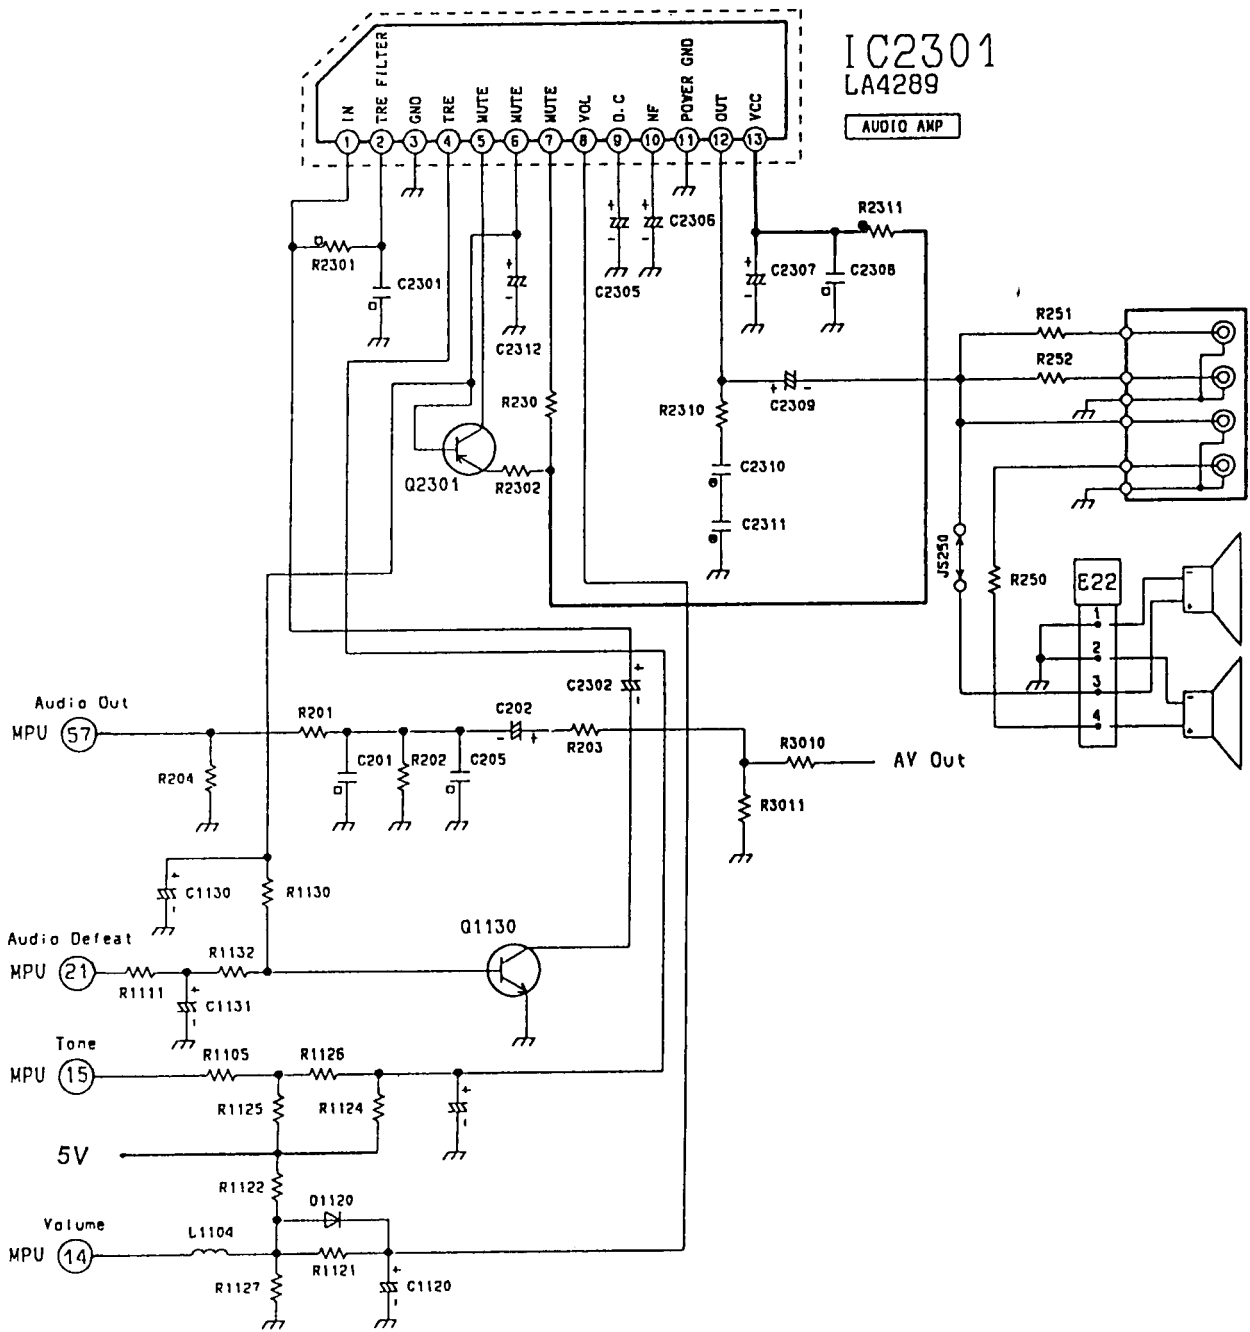 IC2301
LA4289
AUDIO AMP
IN
TRE FILTER
GND
TRE
MUTE
MUTE
MUTE
VOL
D.C
NF
POWER GND
OUT
VCC
1 2 3 4 5 6 7 8 9 10 11 12 13
R2301
C2301
C2312
C2305
C2306
C2307
C2308
R2311
R230
R2302
Q2301
R2310
C2309
C2310
C2311
R251
R252
JS250
R250
E22
1
2
3
4
C2302
Audio Out
MPU 57
R201
R204
C201
R202
C205
C202
R203
R3010
AV Out
R3011
C1130
R1130
Audio Defeat
MPU 21
R1111
R1132
C1131
Q1130
Tone
MPU 15
R1105
R1126
R1125
R1124
5V
R1122
D1120
Volume
MPU 14
L1104
R1121
R1127
C1120